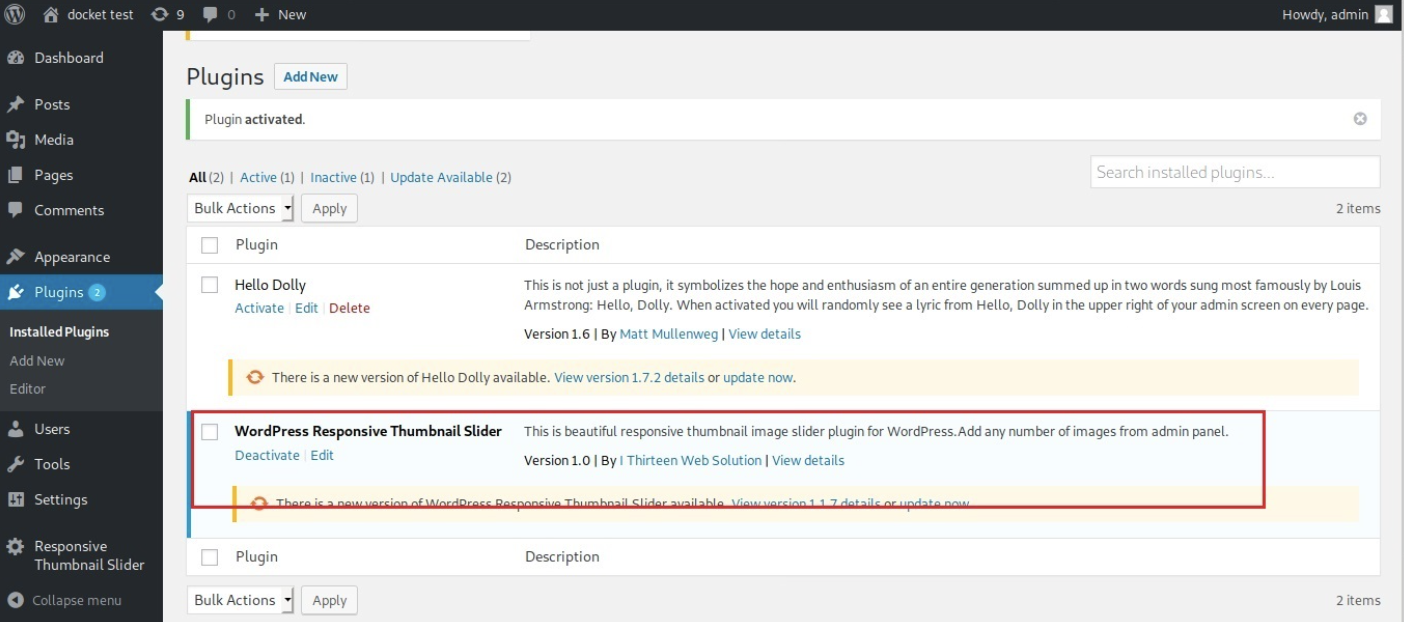 docket test 9 0 New Howdy, admin
Dashboard
Posts
Media
Pages
Comments
Appearance
Plugins 2
Installed Plugins
Add New
Editor
Users
Tools
Settings
Responsive
Thumbnail Slider
Collapse menu
Plugins Add New
Plugin activated.
All (2) | Active (1) | Inactive (1) | Update Available (2)
Search installed plugins...
Bulk Actions Apply
2 items
Plugin Description
Hello Dolly
Activate | Edit | Delete
This is not just a plugin, it symbolizes the hope and enthusiasm of an entire generation summed up in two words sung most famously by Louis
Armstrong: Hello, Dolly. When activated you will randomly see a lyric from Hello, Dolly in the upper right of your admin screen on every page.
Version 1.6 | By Matt Mullenweg | View details
There is a new version of Hello Dolly available. View version 1.7.2 details or update now.
WordPress Responsive Thumbnail Slider
Deactivate | Edit
This is beautiful responsive thumbnail image slider plugin for WordPress.Add any number of images from admin panel.
Version 1.0 | By I Thirteen Web Solution | View details
There is a new version of WordPress Responsive Thumbnail Slider available. View version 1.1.7 details or update now.
Plugin Description
Bulk Actions Apply
2 items